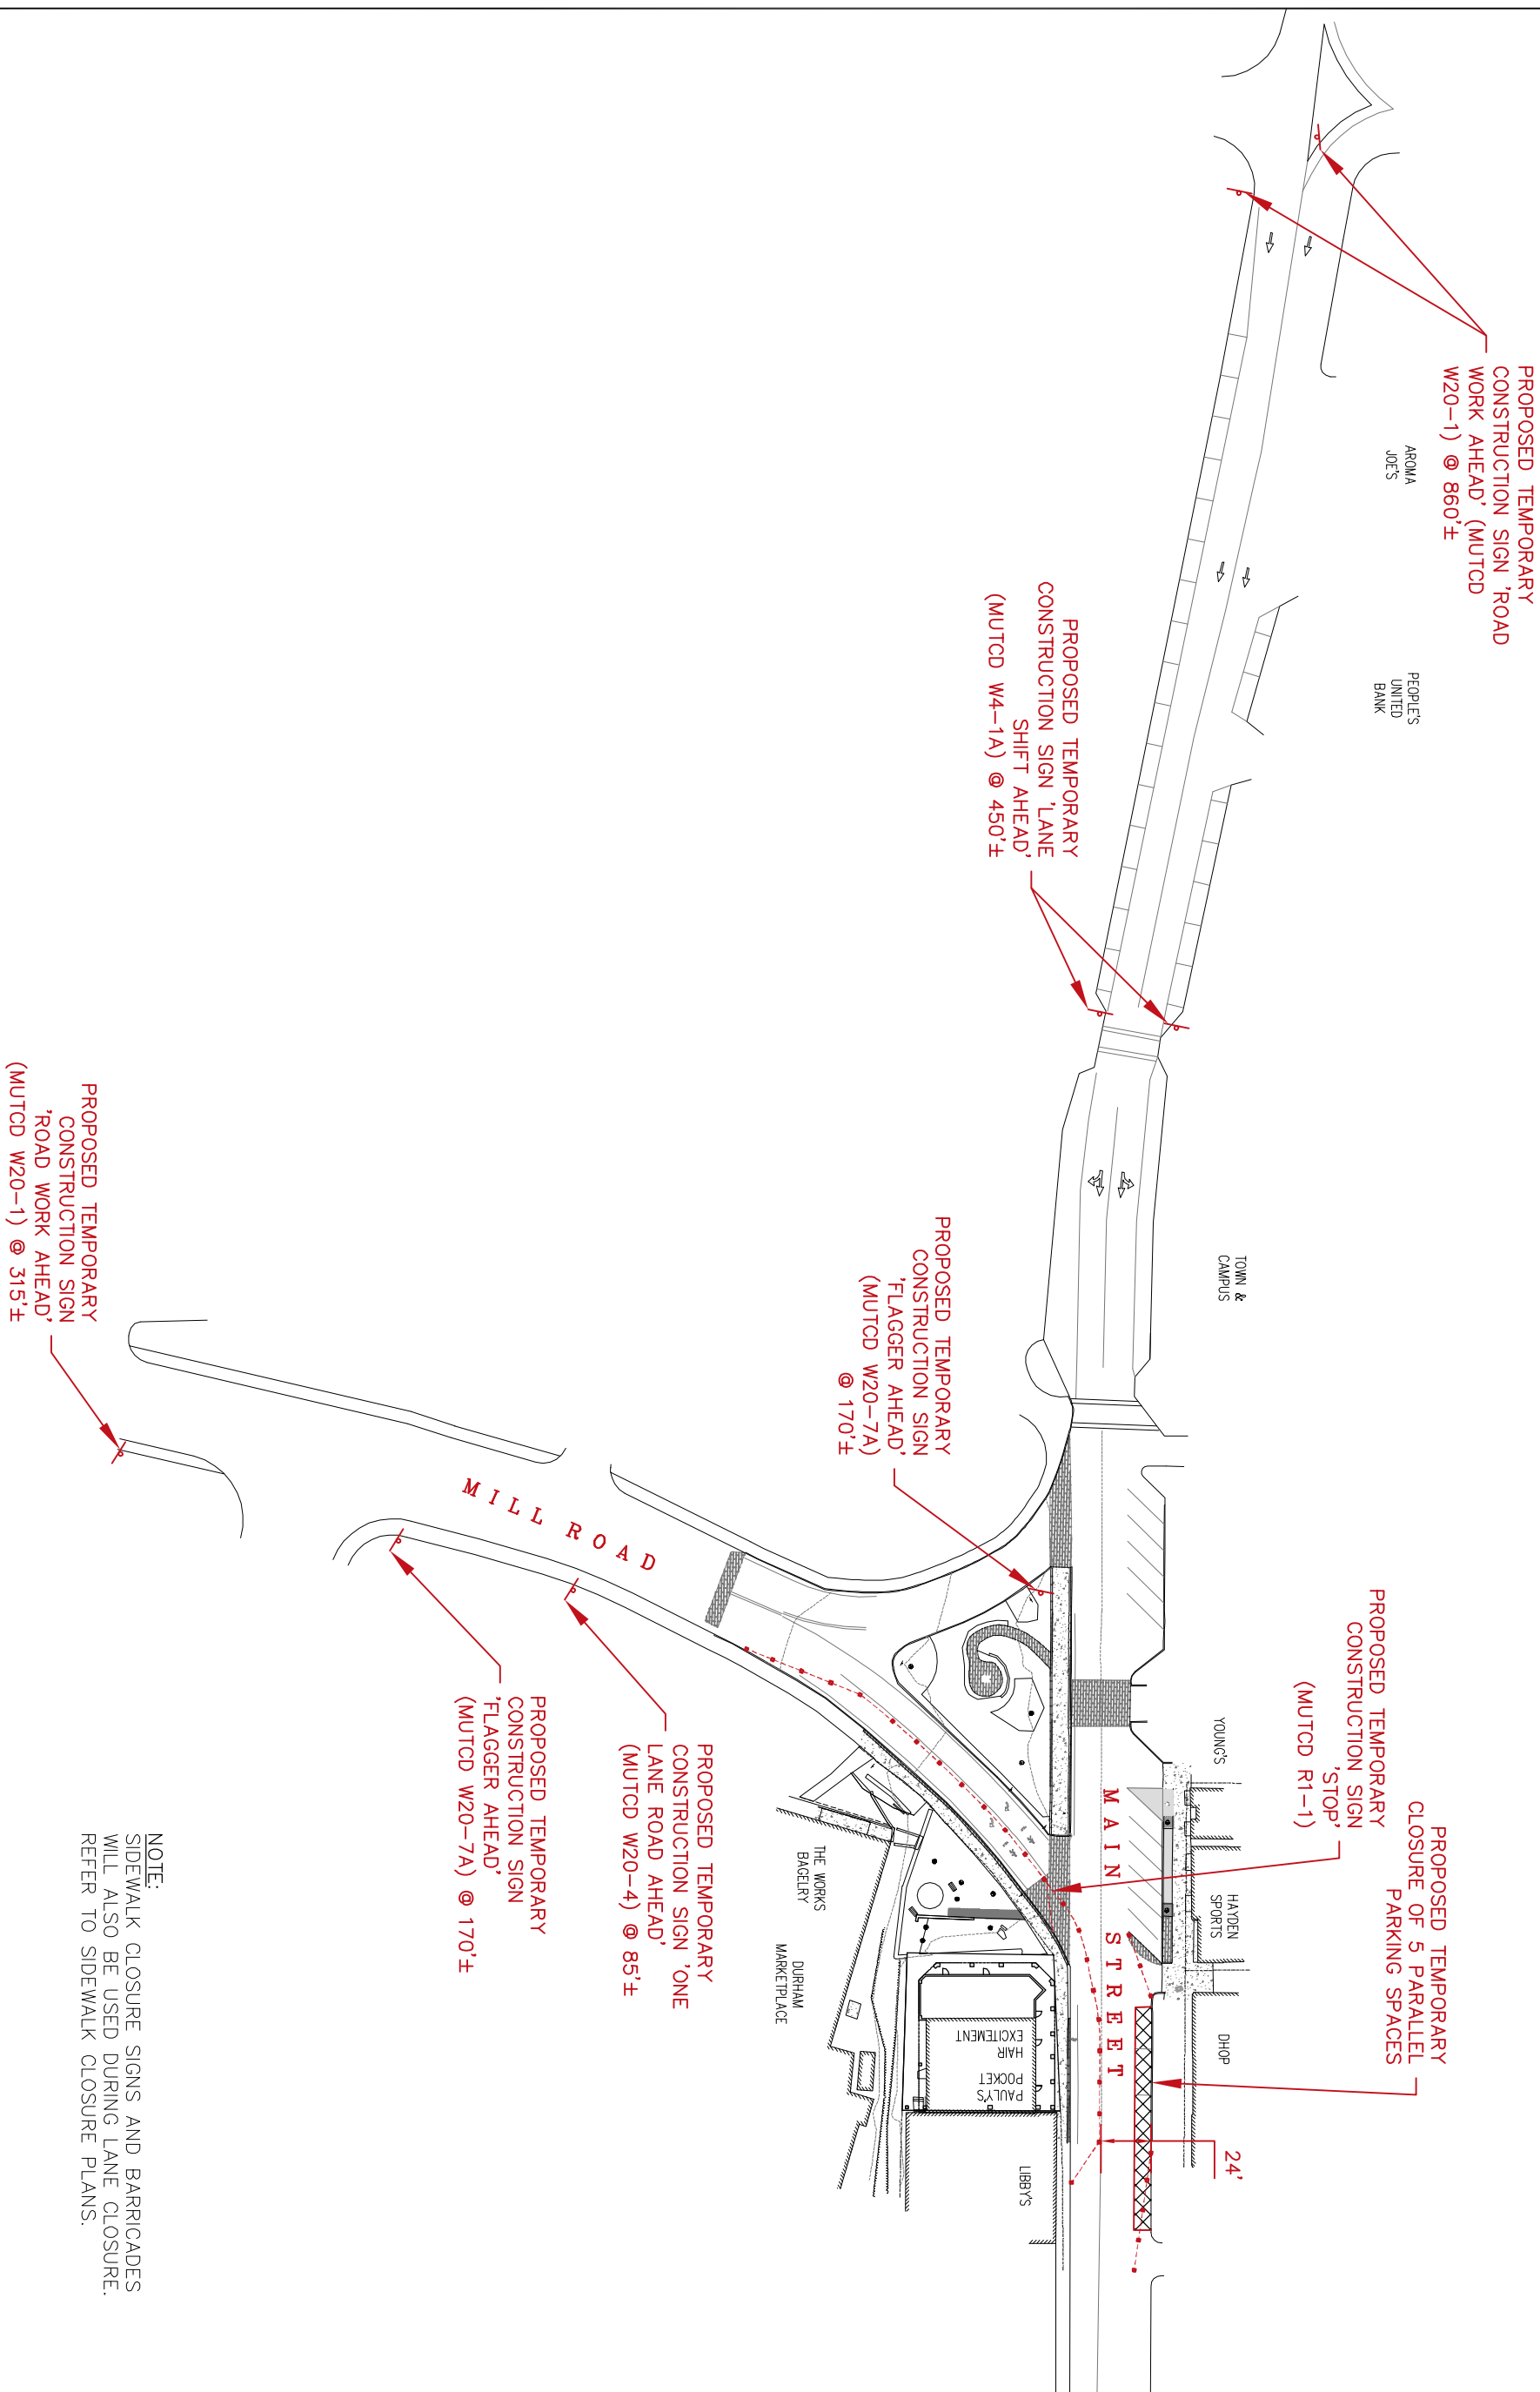 PROPOSED TEMPORARY
CONSTRUCTION SIGN 'ROAD
WORK AHEAD' (MUTCD
W20-1) @ 860'±
AROMA
JOE'S
PEOPLE'S
UNITED
BANK
PROPOSED TEMPORARY
CONSTRUCTION SIGN 'LANE
SHIFT AHEAD'
(MUTCD W4-1A) @ 450'±
TOWN &
CAMPUS
PROPOSED TEMPORARY
CONSTRUCTION SIGN
'FLAGGER AHEAD'
(MUTCD W20-7A)
@ 170'±
PROPOSED TEMPORARY
CONSTRUCTION SIGN
'ROAD WORK AHEAD'
(MUTCD W20-1) @ 315'±
MILL ROAD
PROPOSED TEMPORARY
CONSTRUCTION SIGN
'STOP'
(MUTCD R1-1)
PROPOSED TEMPORARY
CLOSURE OF 5 PARALLEL
PARKING SPACES
YOUNG'S
HAYDEN
SPORTS
DHOP
MAIN STREET
24'
THE WORKS
BAGELRY
DURHAM
MARKETPLACE
HAIR
EXCITEMENT
PAULY'S
POCKET
LIBBY'S
PROPOSED TEMPORARY
CONSTRUCTION SIGN 'ONE
LANE ROAD AHEAD'
(MUTCD W20-4) @ 85'±
PROPOSED TEMPORARY
CONSTRUCTION SIGN
'FLAGGER AHEAD'
(MUTCD W20-7A) @ 170'±
NOTE:
SIDEWALK CLOSURE SIGNS AND BARRICADES
WILL ALSO BE USED DURING LANE CLOSURE.
REFER TO SIDEWALK CLOSURE PLANS.